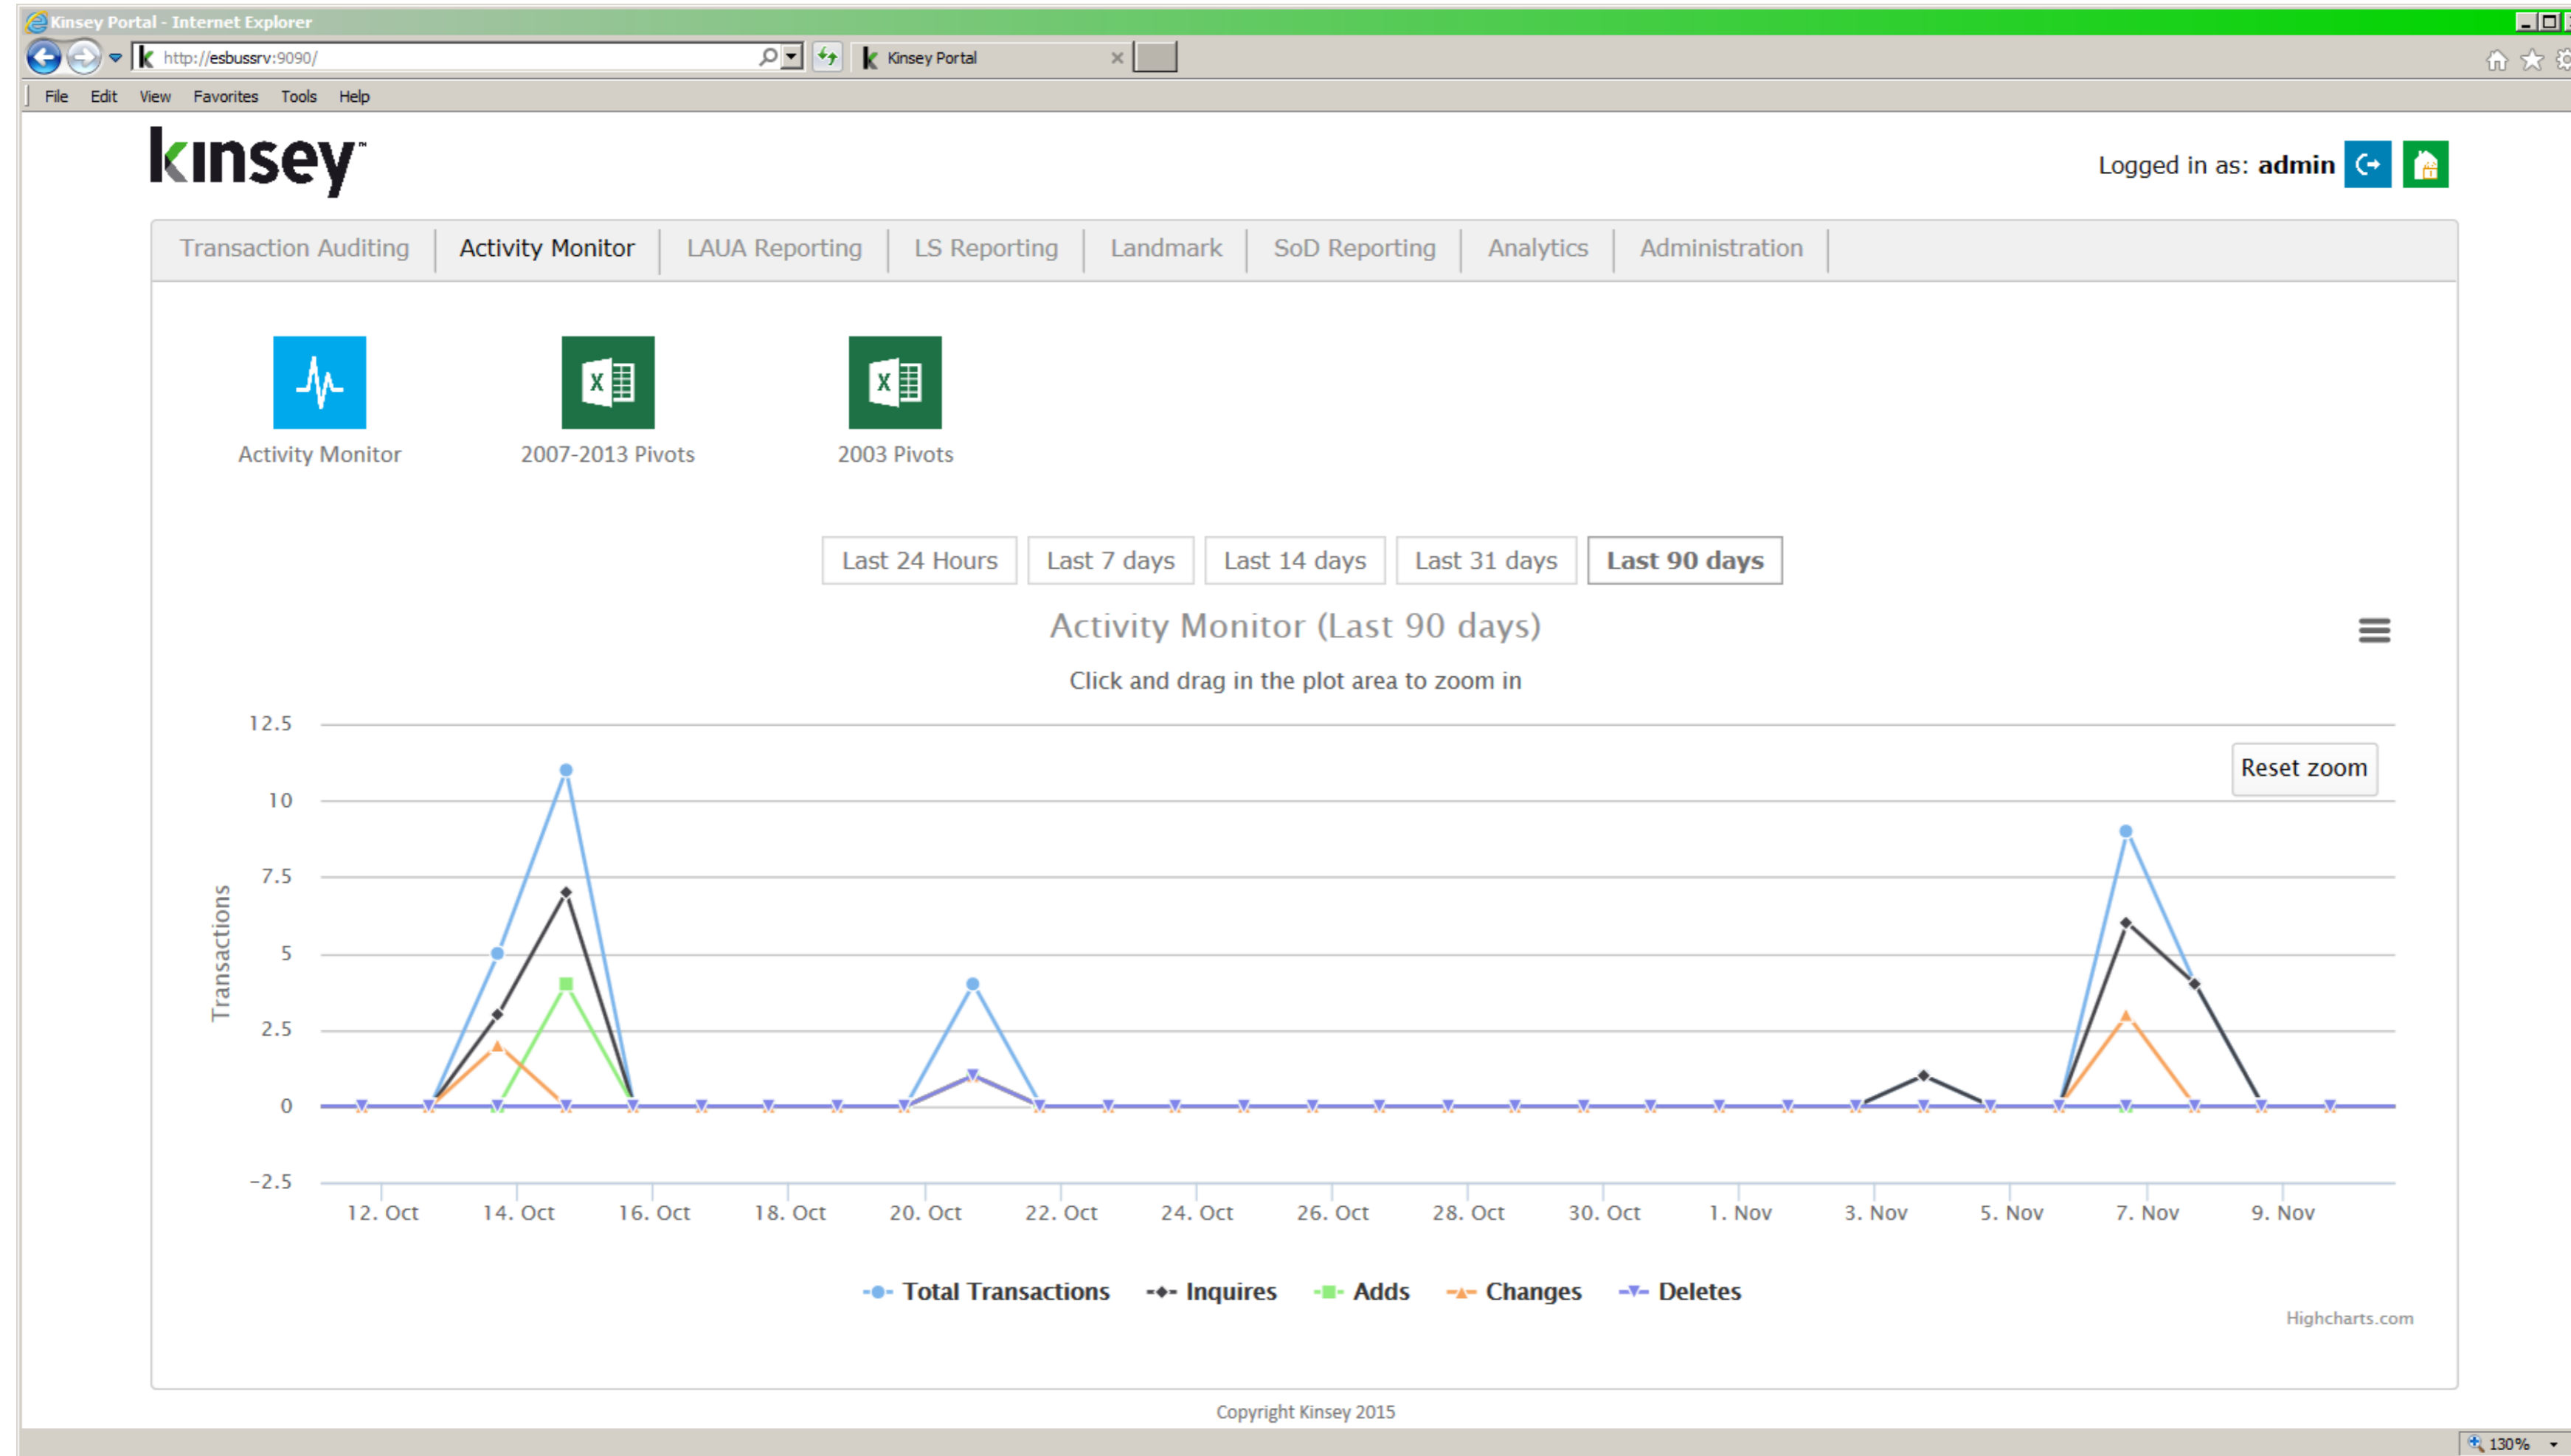 Kinsey Portal - Internet Explorer
http://esbussrv:9090/
Kinsey Portal
File Edit View Favorites Tools Help
kinsey™
Logged in as: admin
Transaction Auditing Activity Monitor LAUA Reporting LS Reporting Landmark SoD Reporting Analytics Administration
Activity Monitor 2007-2013 Pivots 2003 Pivots
Last 24 Hours Last 7 days Last 14 days Last 31 days Last 90 days
Activity Monitor (Last 90 days)
Click and drag in the plot area to zoom in
Reset zoom
Transactions
12.5
10
7.5
5
2.5
0
-2.5
12. Oct 14. Oct 16. Oct 18. Oct 20. Oct 22. Oct 24. Oct 26. Oct 28. Oct 30. Oct 1. Nov 3. Nov 5. Nov 7. Nov 9. Nov
Total Transactions Inquires Adds Changes Deletes
Highcharts.com
Copyright Kinsey 2015
130%